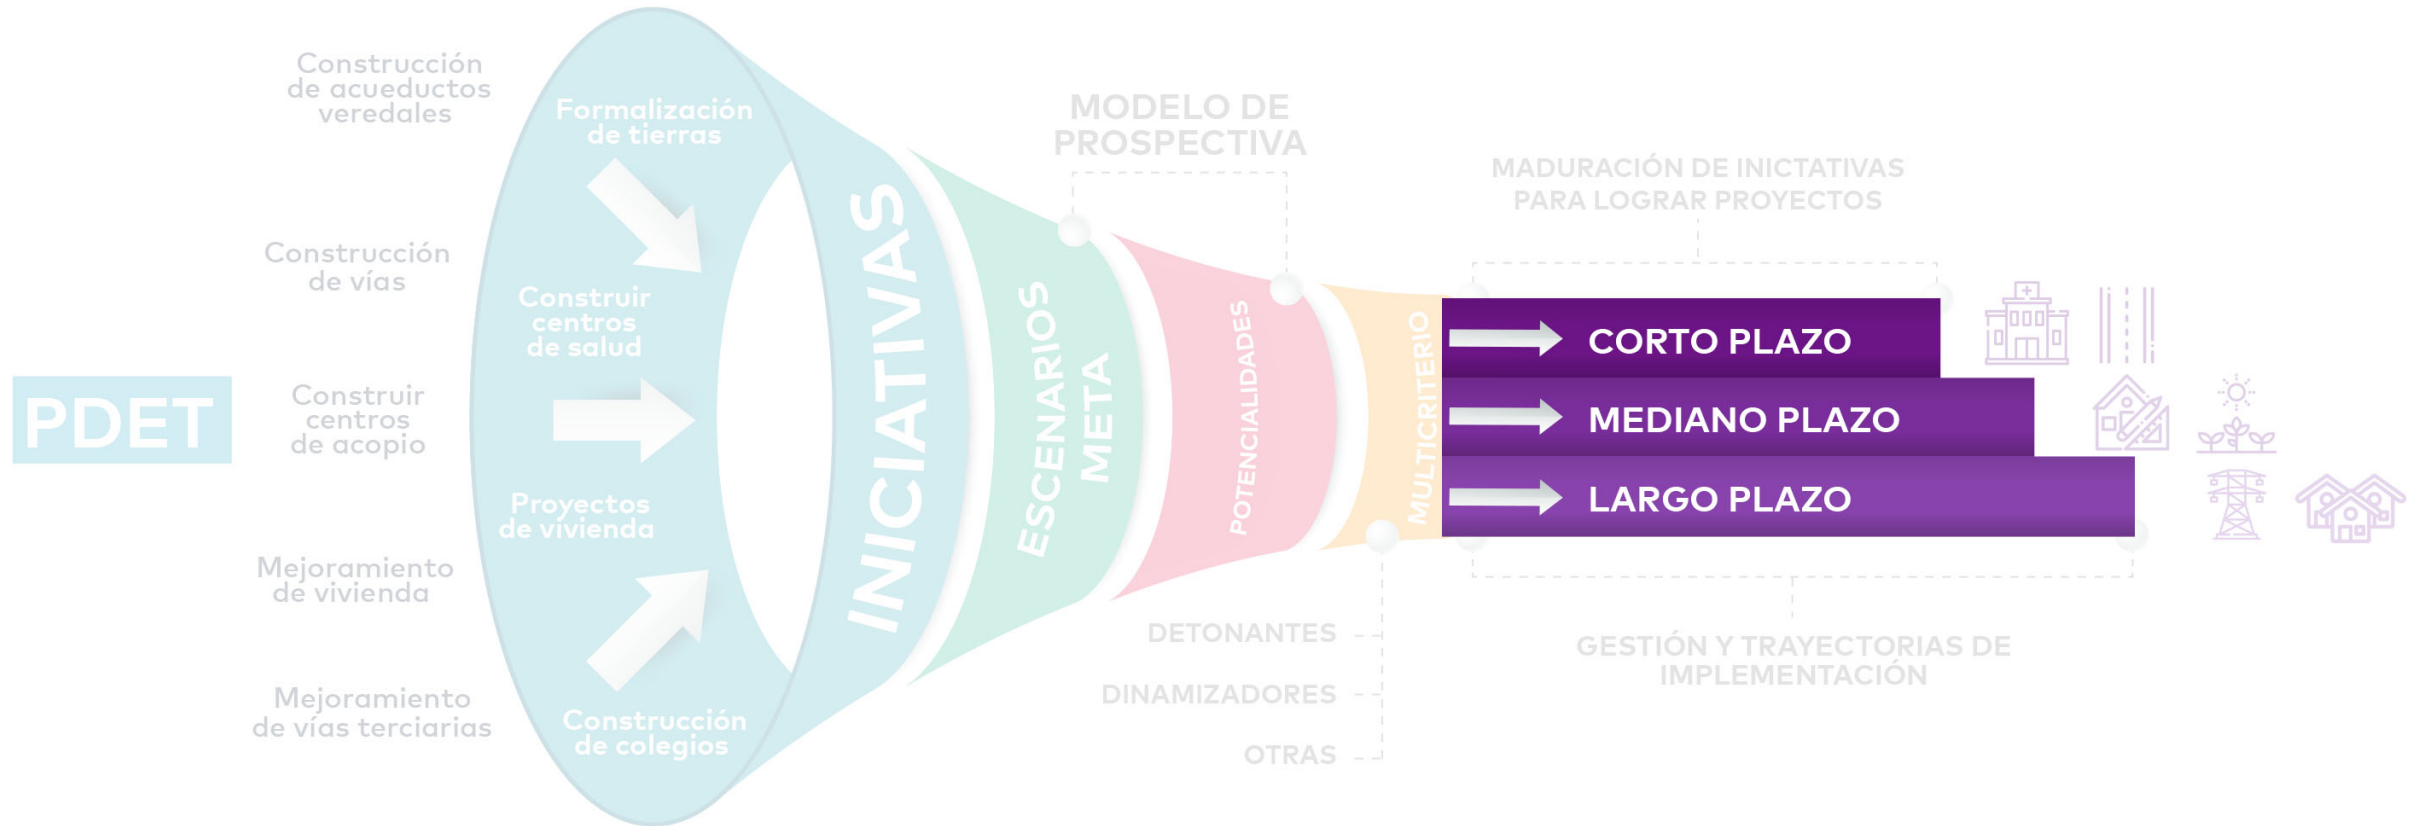 PDET
Construcción
de acueductos
veredales
Construcción
de vías
Construir
centros
de acopio
Mejoramiento
de vivienda
Mejoramiento
de vías terciarias
Formalización
de tierras
Construir
centros
de salud
Proyectos
de vivienda
Construcción
de colegios
INICIATIVAS
ESCENARIOS
META
MODELO DE
PROSPECTIVA
POTENCIALIDADES
MULTICRITERIO
DETONANTES
DINAMIZADORES
OTRAS
MADURACIÓN DE INICTATIVAS
PARA LOGRAR PROYECTOS
CORTO PLAZO
MEDIANO PLAZO
LARGO PLAZO
GESTIÓN Y TRAYECTORIAS DE
IMPLEMENTACIÓN